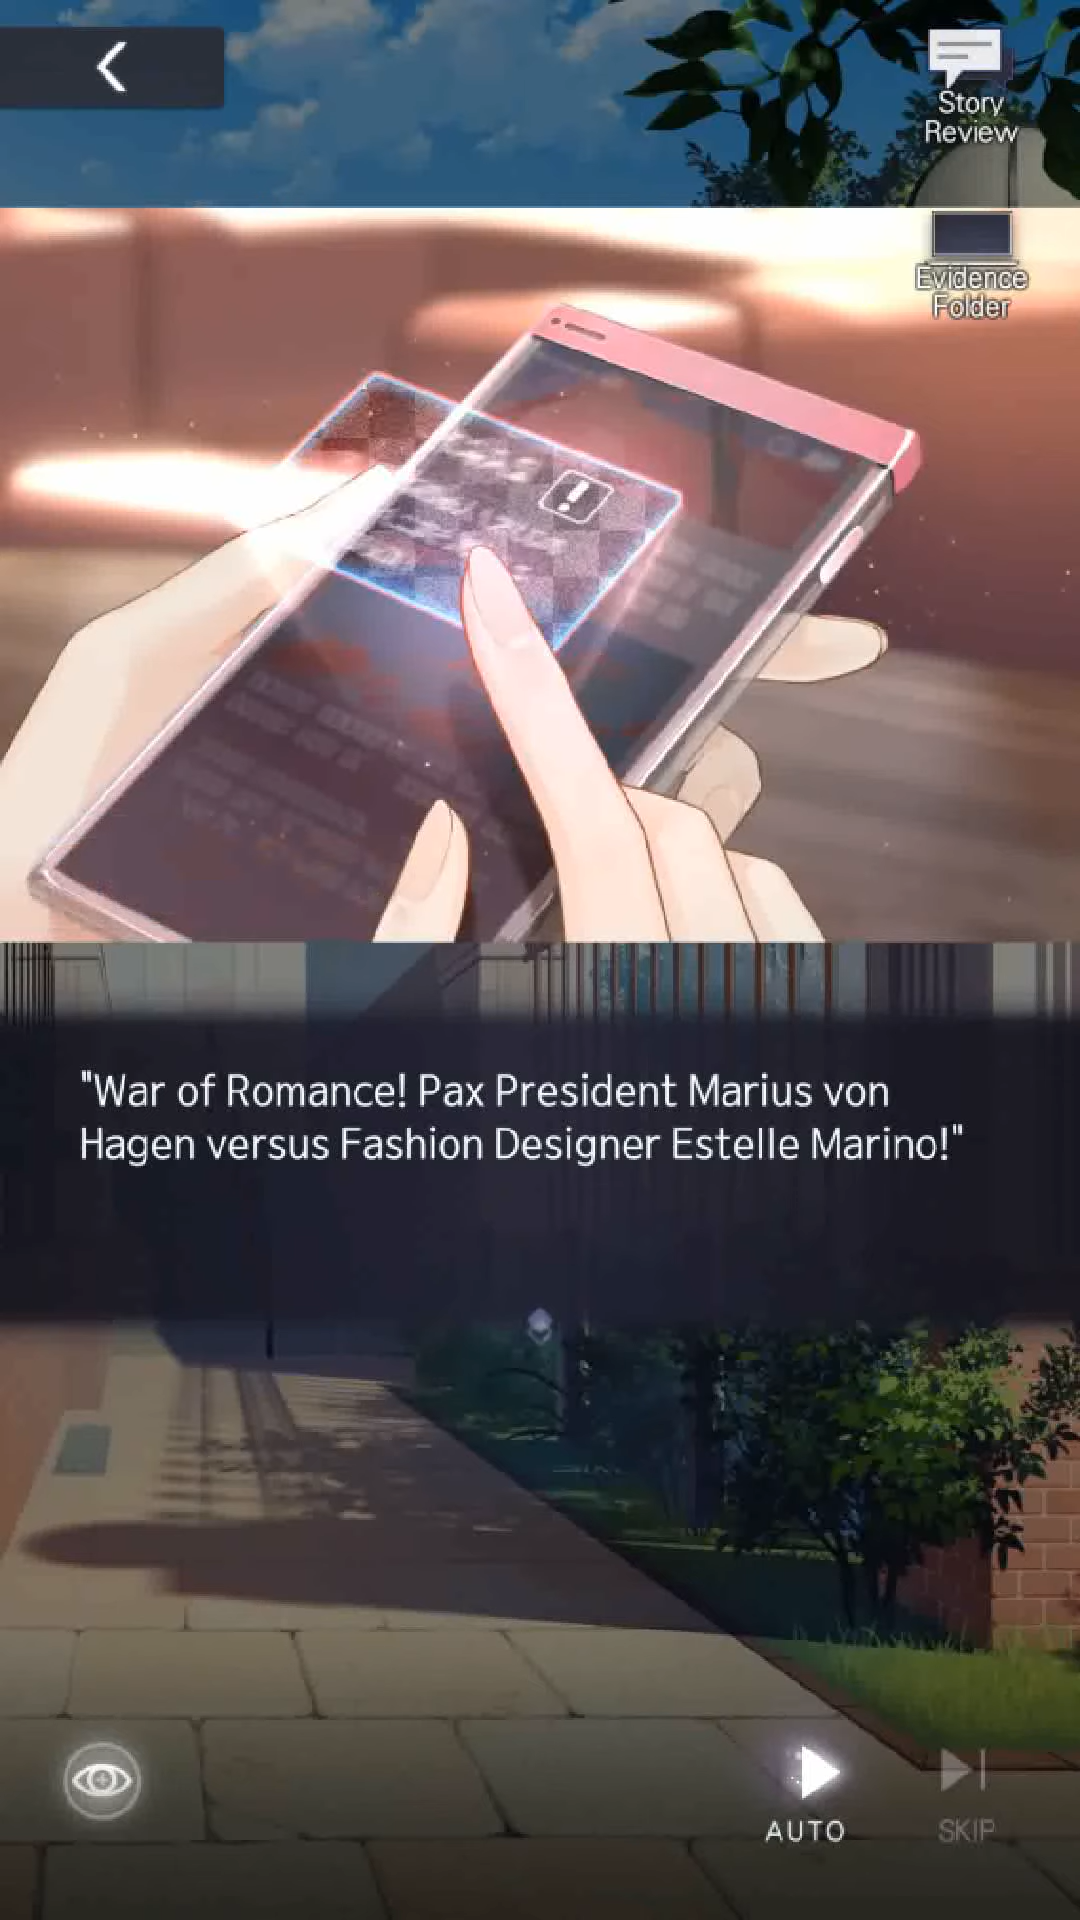 Story
Review
Evidence
Folder
"War of Romance! Pax President Marius von
Hagen versus Fashion Designer Estelle Marino!"
AUTO
SKIP